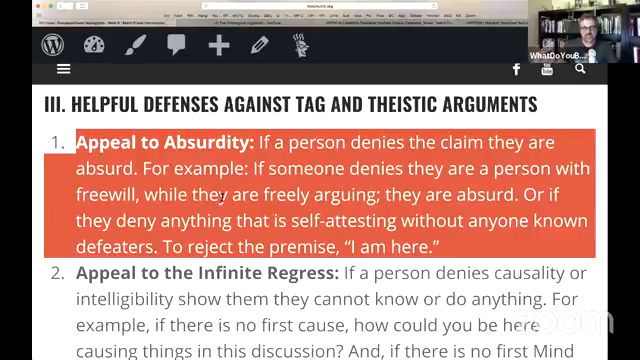 WhatDoYouB...
III. HELPFUL DEFENSES AGAINST TAG AND THEISTIC ARGUMENTS
1. Appeal to Absurdity: If a person denies the claim they are
absurd. For example: If someone denies they are a person with
freewill, while they are freely arguing; they are absurd. Or if
they deny anything that is self-attesting without anyone known
defeaters. To reject the premise, “I am here.”
2. Appeal to the Infinite Regress: If a person denies causality or
intelligibility show them they cannot know or do anything. For
example, if there is no first cause, how could you be here
causing things in this discussion? And, if there is no first Mind
zoom